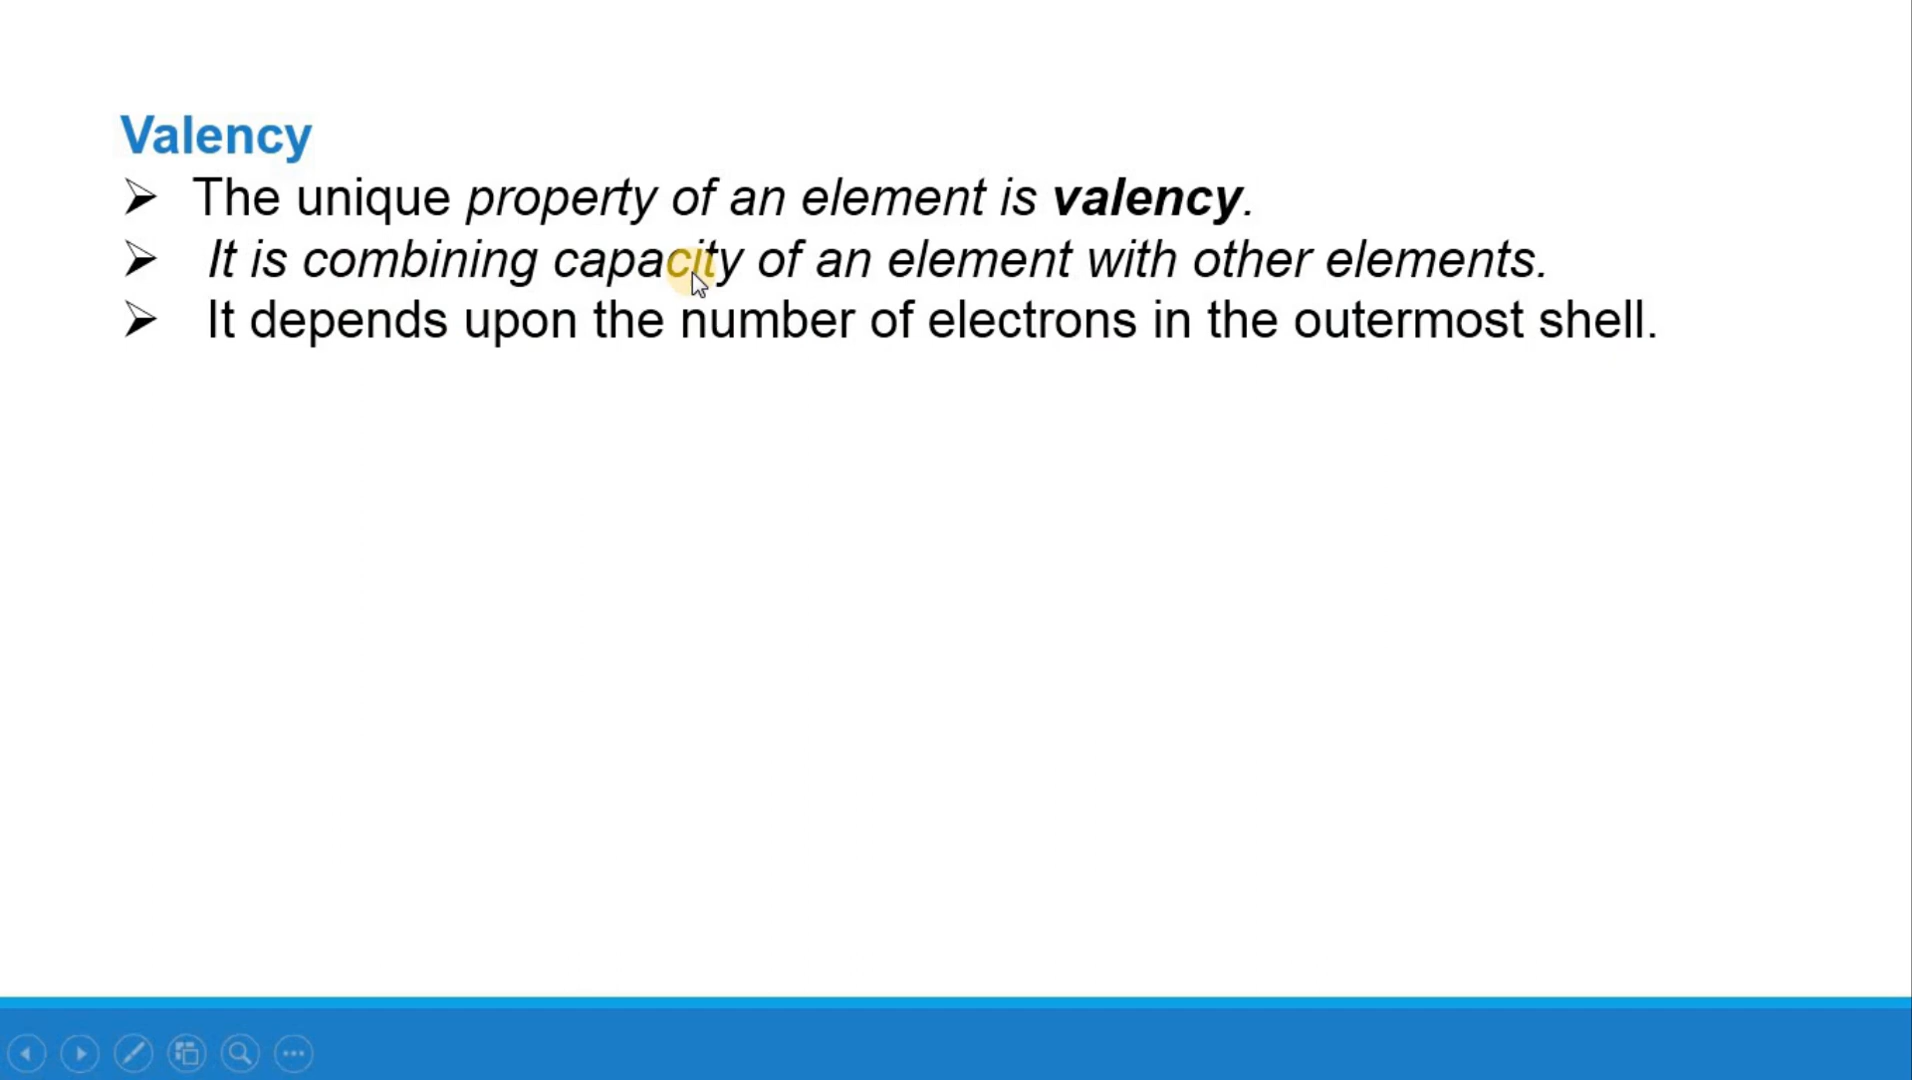 Valency
➢ The unique property of an element is valency.
➢ It is combining capacity of an element with other elements.
➢ It depends upon the number of electrons in the outermost shell.